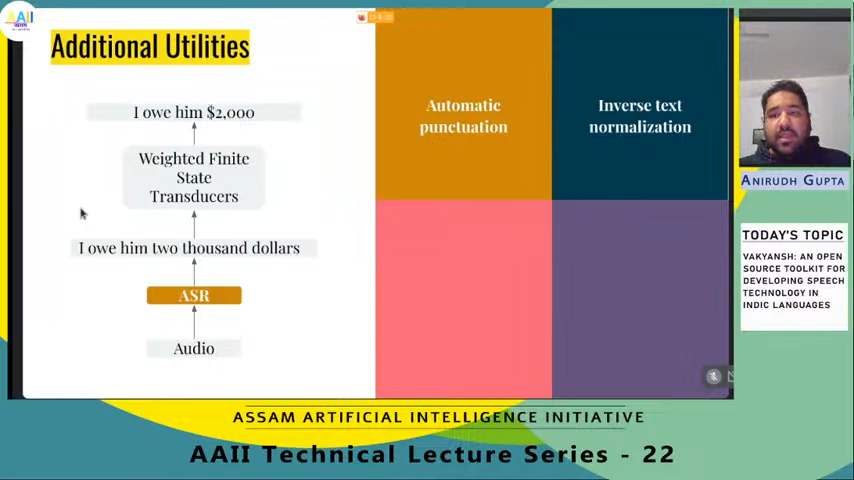 AAII
Additional Utilities
I owe him $2,000
Weighted Finite
State
Transducers
I owe him two thousand dollars
ASR
Audio
Automatic
punctuation
Inverse text
normalization
ANIRUDH GUPTA
TODAY'S TOPIC
VAKYANSH: AN OPEN
SOURCE TOOLKIT FOR
DEVELOPING SPEECH
TECHNOLOGY IN
INDIC LANGUAGES
ASSAM ARTIFICIAL INTELLIGENCE INITIATIVE
AAII Technical Lecture Series - 22